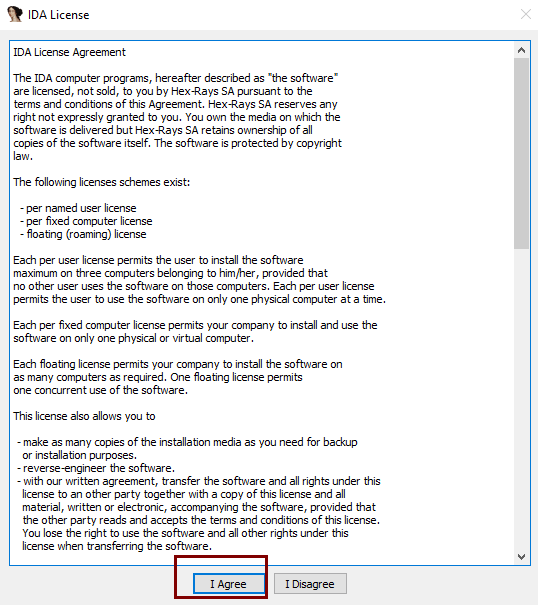 IDA License
IDA License Agreement
The IDA computer programs, hereafter described as "the software"
are licensed, not sold, to you by Hex-Rays SA pursuant to the
terms and conditions of this Agreement. Hex-Rays SA reserves any
right not expressly granted to you. You own the media on which the
software is delivered but Hex-Rays SA retains ownership of all
copies of the software itself. The software is protected by copyright
law.
The following licenses schemes exist:
- per named user license
- per fixed computer license
- floating (roaming) license
Each per user license permits the user to install the software
maximum on three computers belonging to him/her, provided that
no other user uses the software on those computers. Each per user license
permits the user to use the software on only one physical computer at a time.
Each per fixed computer license permits your company to install and use the
software on only one physical or virtual computer.
Each floating license permits your company to install the software on
as many computers as required. One floating license permits
one concurrent use of the software.
This license also allows you to
- make as many copies of the installation media as you need for backup
or installation purposes.
- reverse-engineer the software.
- with our written agreement, transfer the software and all rights under this
license to an other party together with a copy of this license and all
material, written or electronic, accompanying the software, provided that
the other party reads and accepts the terms and conditions of this license.
You lose the right to use the software and all other rights under this
license when transferring the software.
I Agree
I Disagree